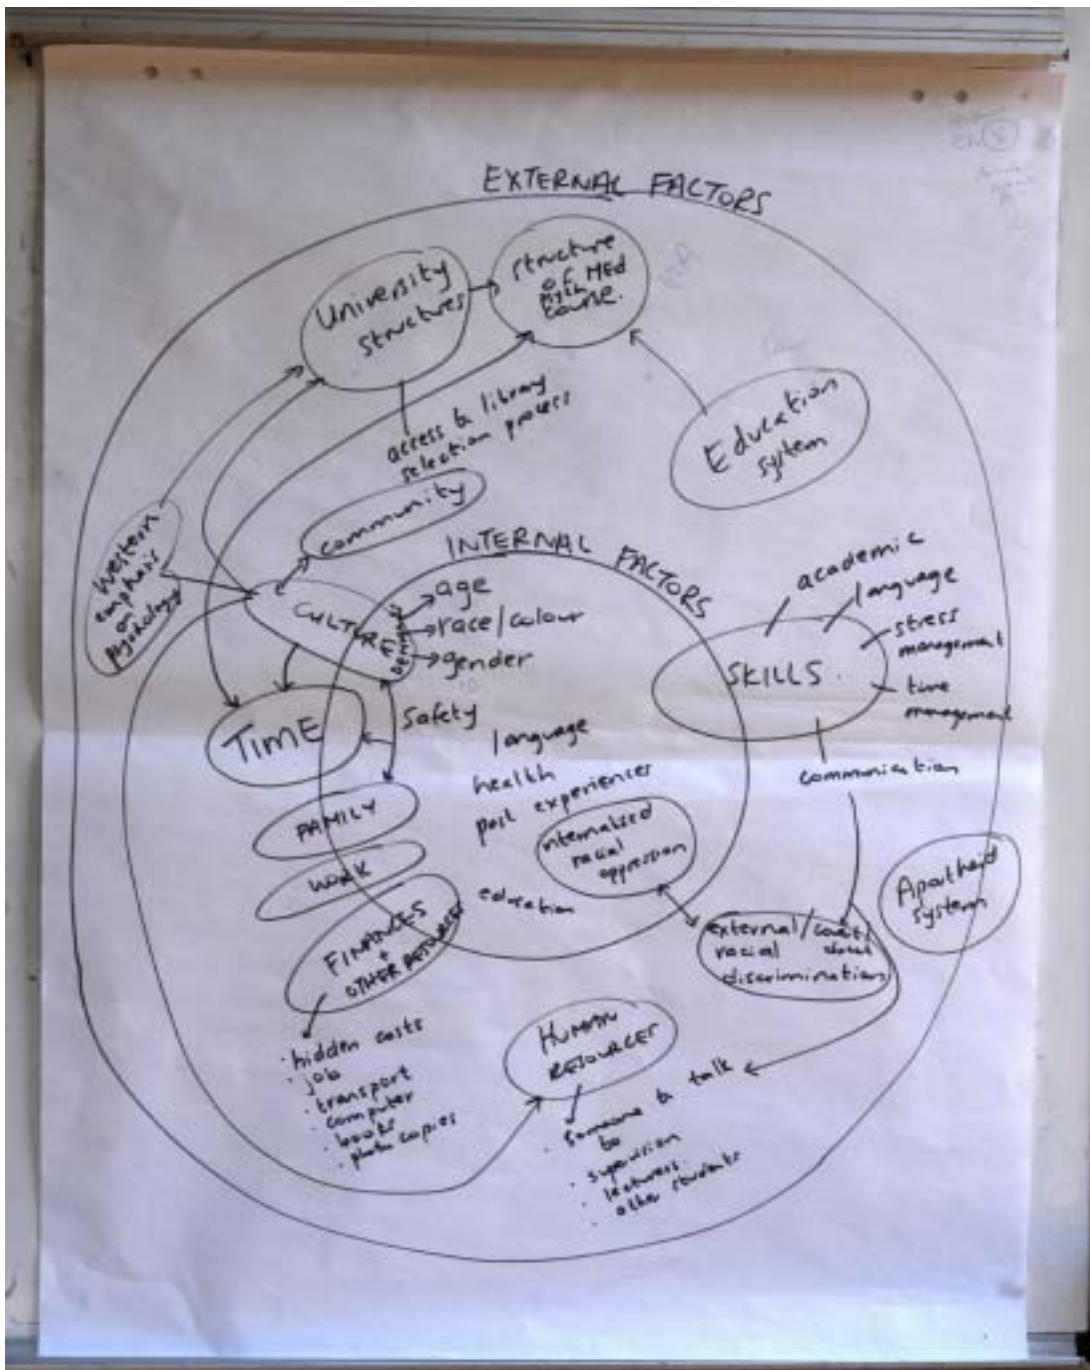 EXTERNAL FACTORS
University
structures
structure
of MEd
Psych
course.
access to library
selection process
Education
system
community
Western
emphasis
on
psychology
INTERNAL FACTORS
CULTURE
age
race/colour
gender
academic
language
stress
management
time
management
SKILLS.
communication
TIME
Safety
language
health
past experiences
internalised
racial
oppression
FAMILY
WORK
FINANCES
+
OTHER RESOURCES
education
external/
racial
discrimination
Apartheid
system
· hidden costs
· job
· transport
· computer
· books
· photo copies
HUMAN
RESOURCES
· someone to talk
to
· supervision
· lecturers
· other students